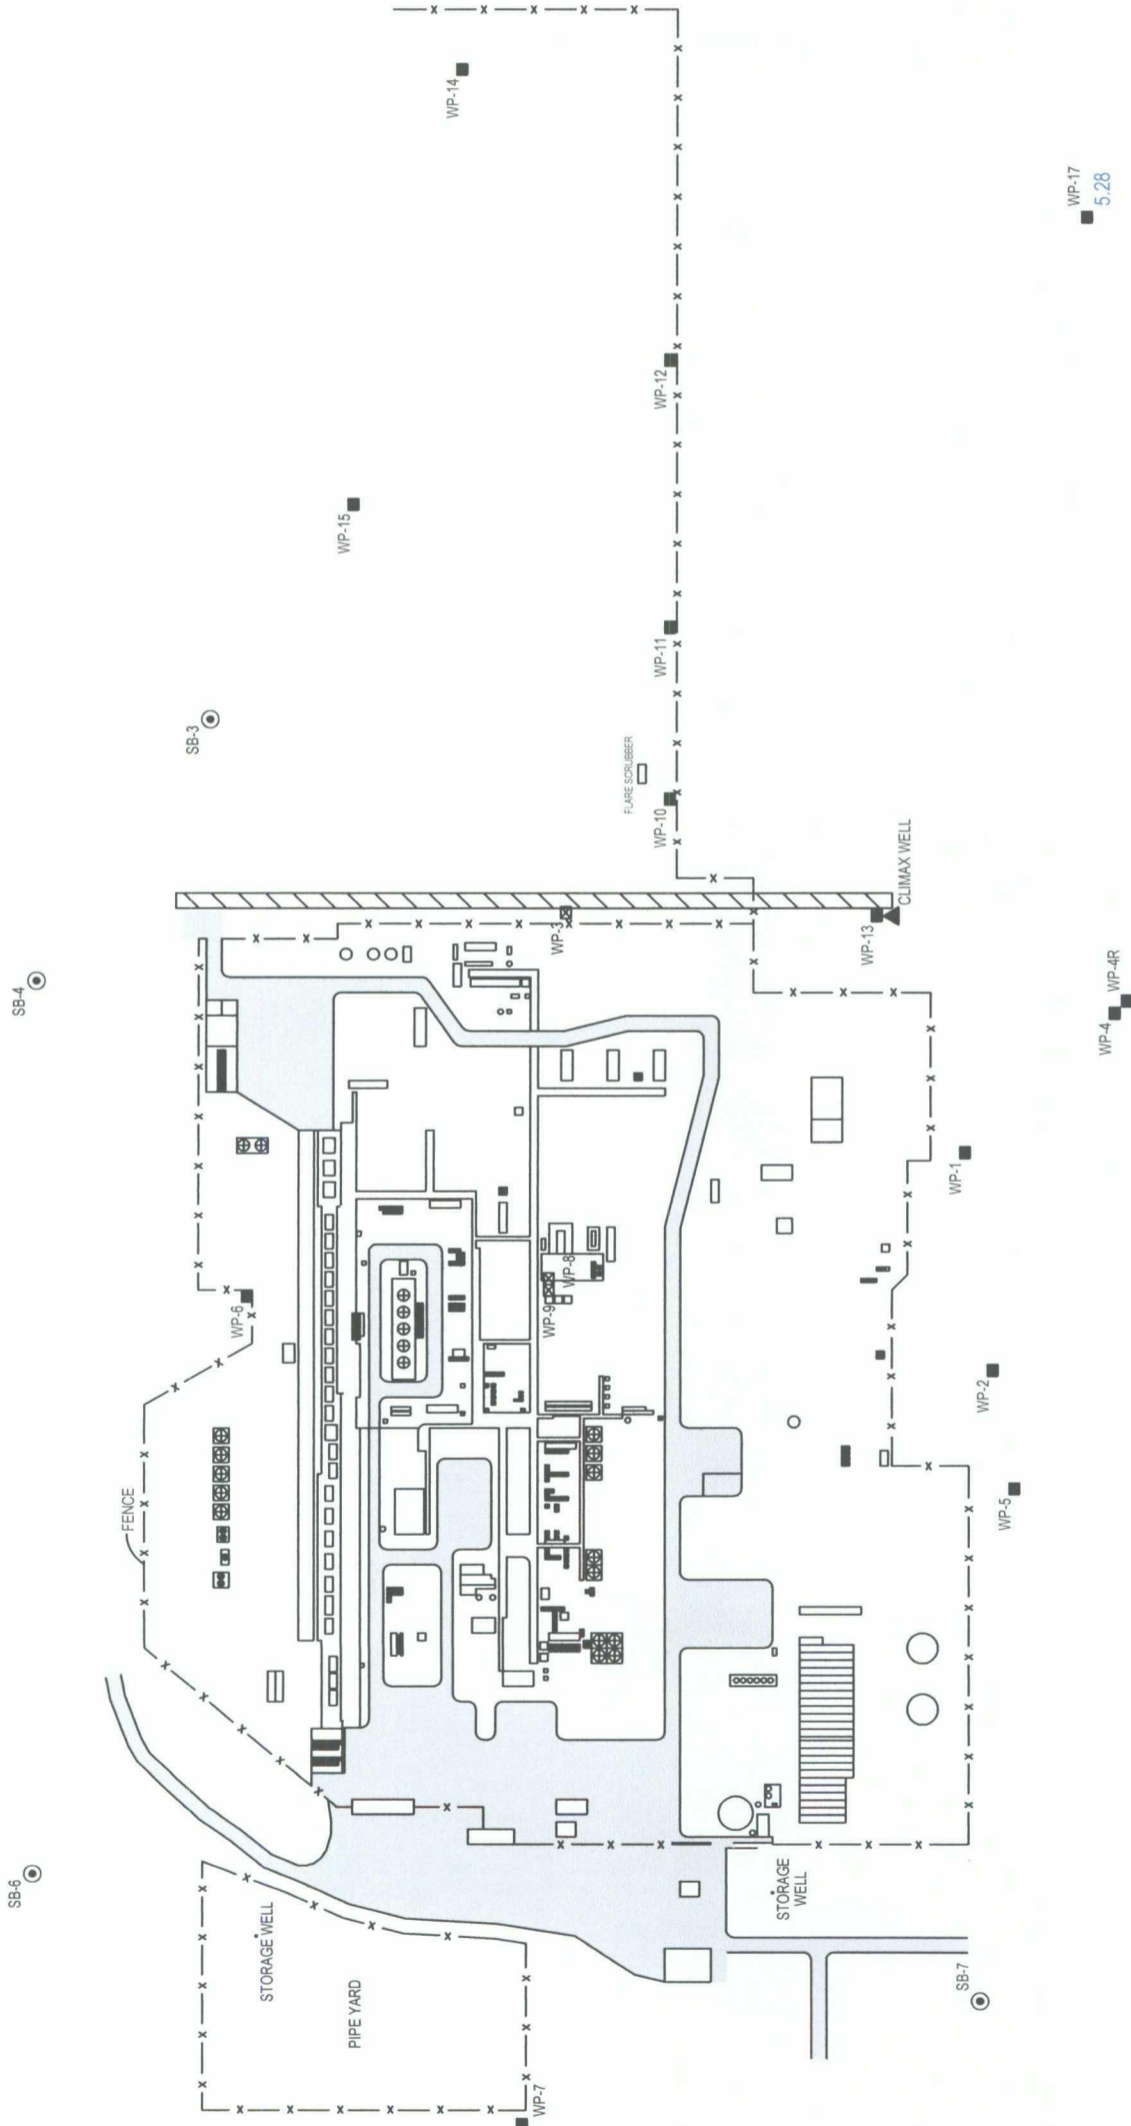 WP-14
WP-17
5.28
WP-12
WP-15
WP-11
SB-3
FLARE SCRUBBER
WP-10
CLIMAX WELL
WP-3
WP-13
SB-4
WP-4
WP-4R
WP-1
WP-8
WP-9
WP-6
WP-2
FENCE
WP-5
SB-6
STORAGE WELL
STORAGE
WELL
PIPE YARD
SB-7
WP-7